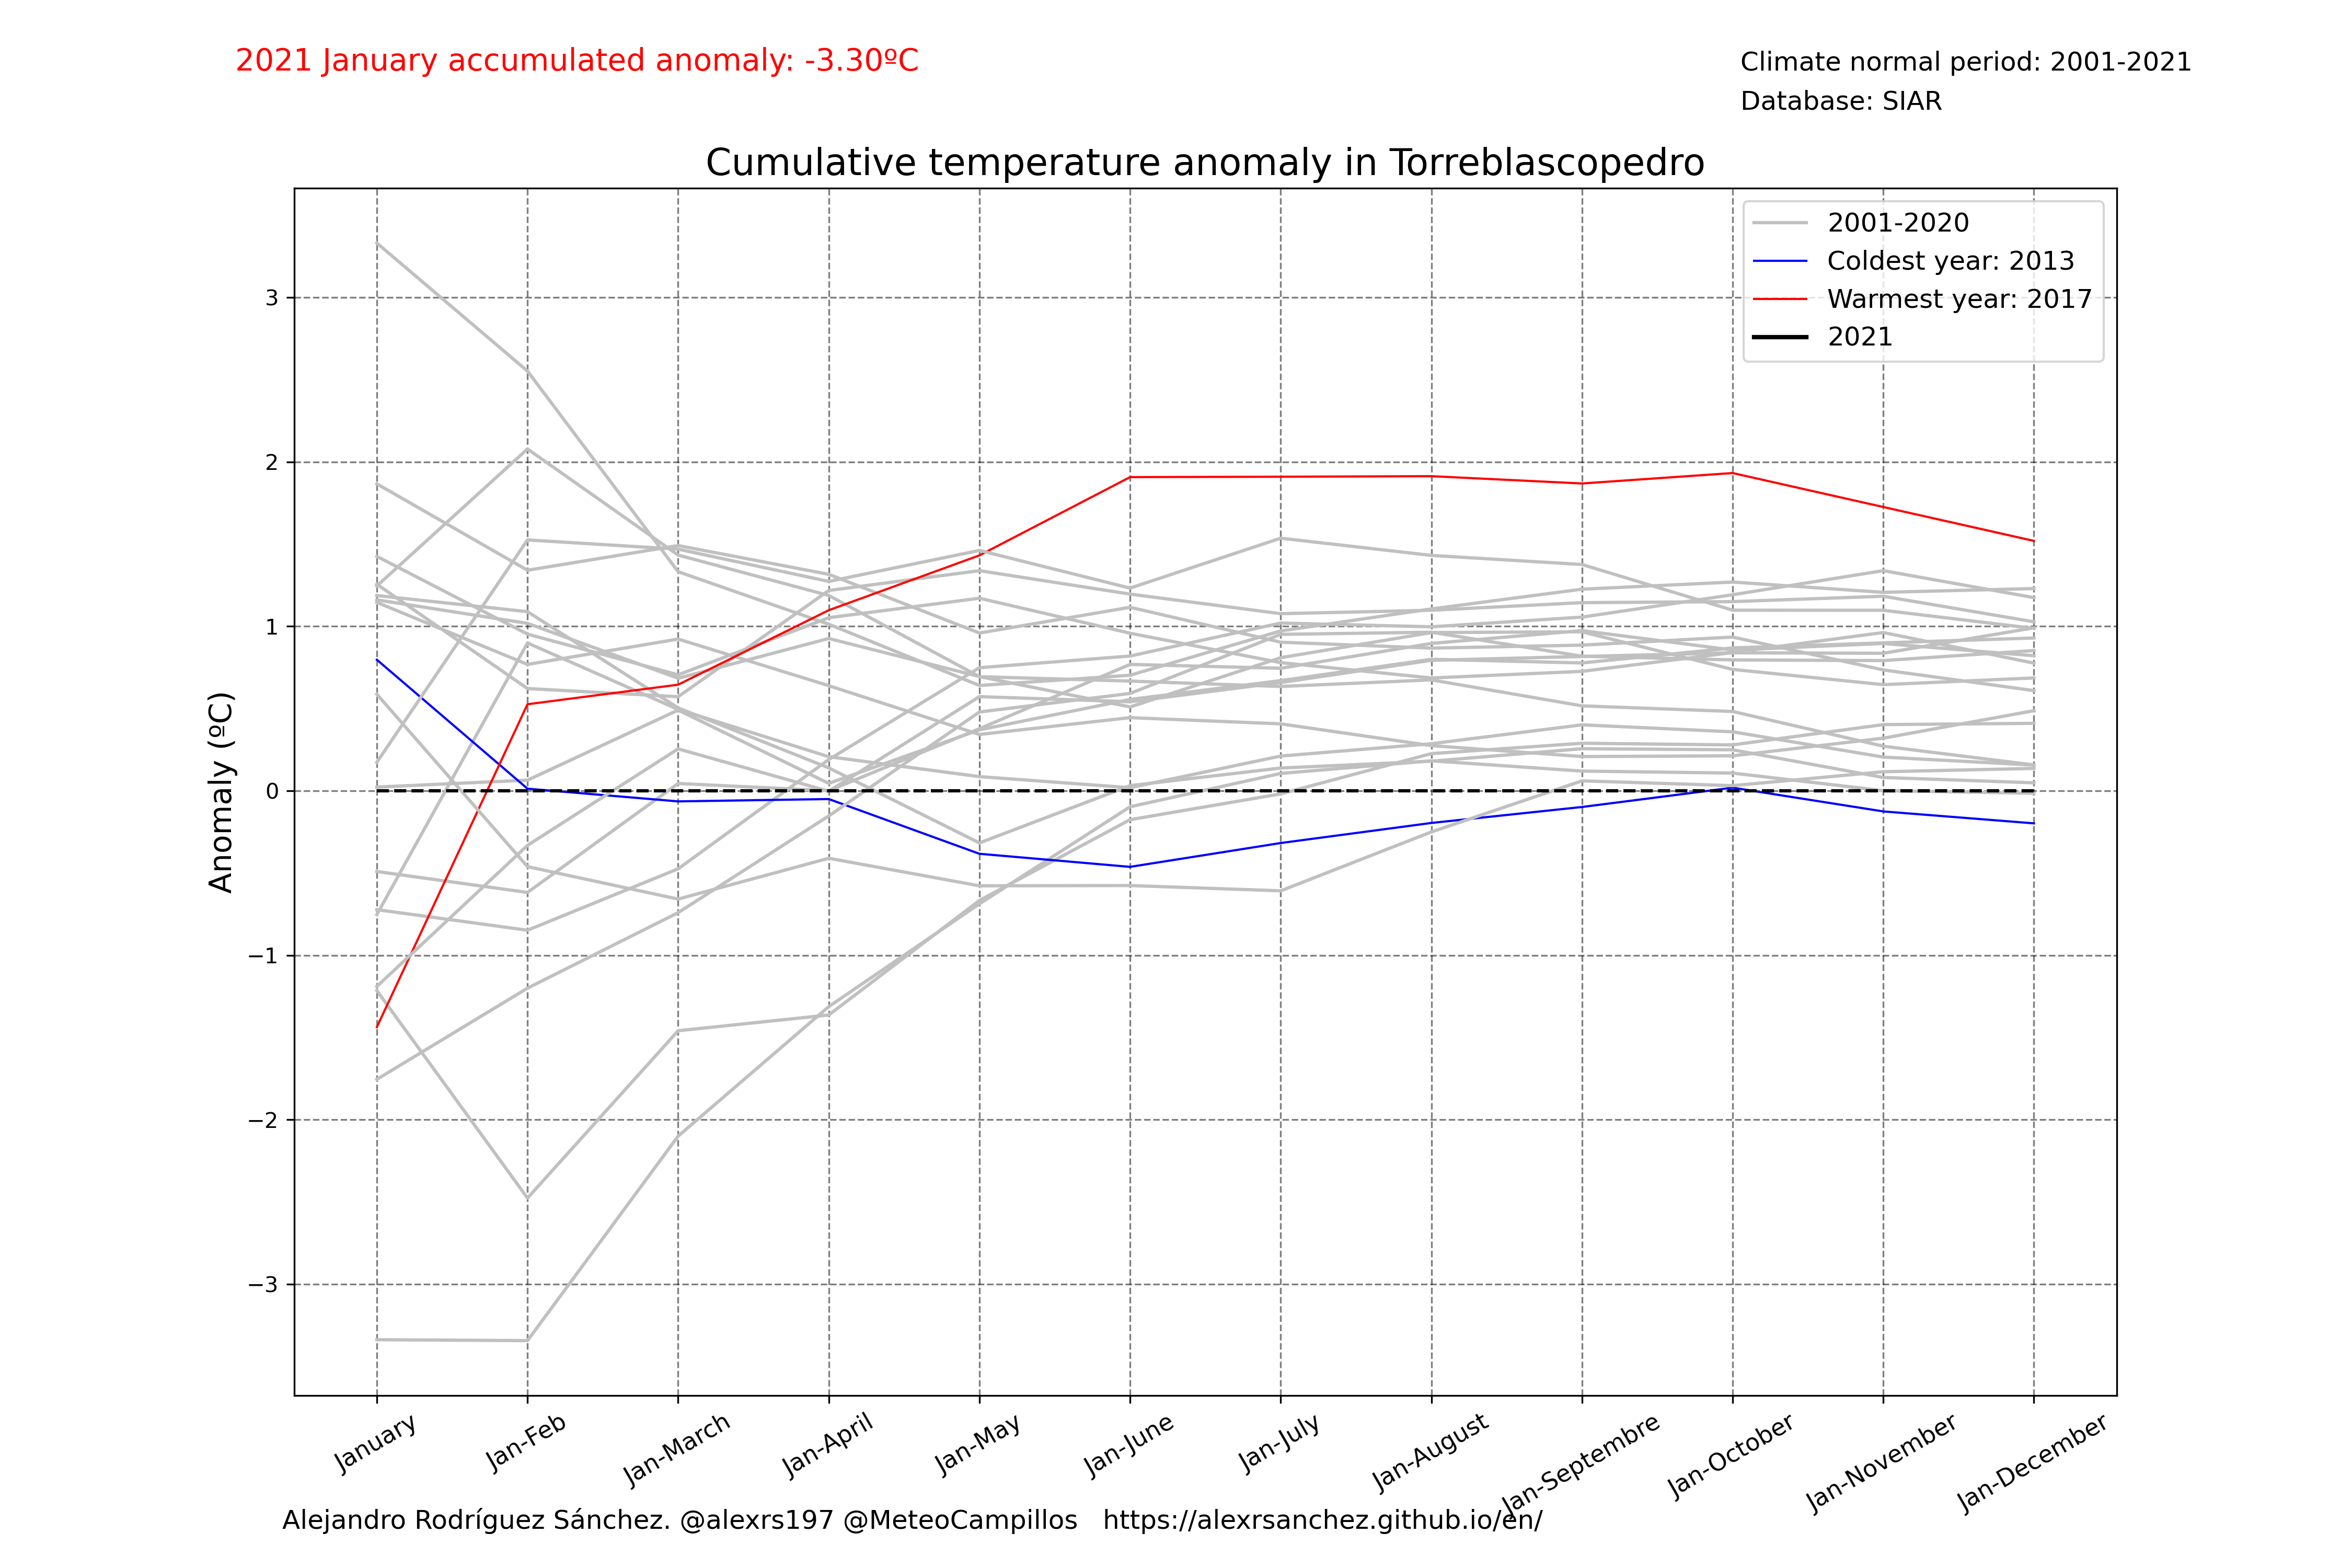 2021 January accumulated anomaly: -3.30ºC
Climate normal period: 2001-2021
Database: SIAR
Cumulative temperature anomaly in Torreblascopedro
2001-2020
Coldest year: 2013
Warmest year: 2017
2021
Anomaly (ºC)
3
2
1
0
−1
−2
−3
January
Jan-Feb
Jan-March
Jan-April
Jan-May
Jan-June
Jan-July
Jan-August
Jan-Septembre
Jan-October
Jan-November
Jan-December
Alejandro Rodríguez Sánchez. @alexrs197 @MeteoCampillos   https://alexrsanchez.github.io/en/